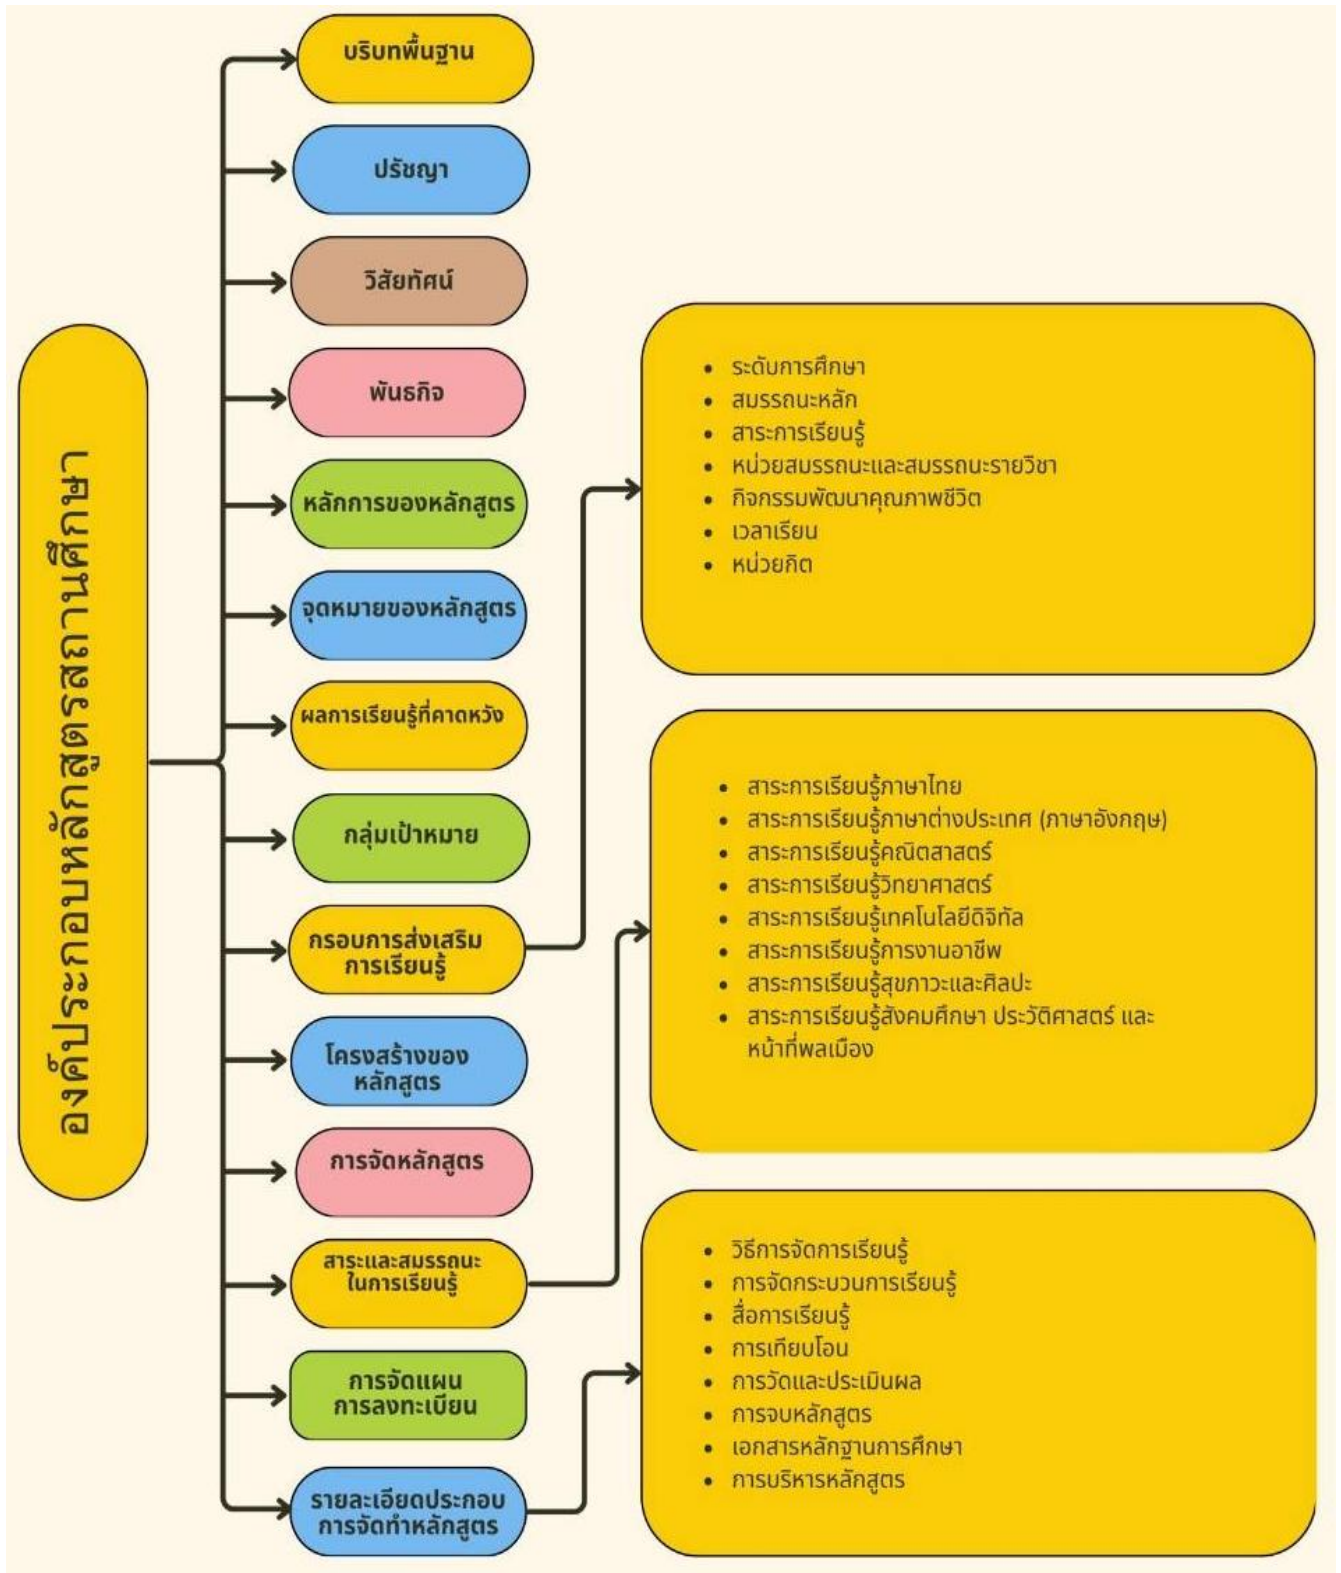 องค์ประกอบหลักสูตรสถานศึกษา
บริบทพื้นฐาน
ปรัชญา
วิสัยทัศน์
พันธกิจ
หลักการของหลักสูตร
จุดหมายของหลักสูตร
ผลการเรียนรู้ที่คาดหวัง
กลุ่มเป้าหมาย
กรอบการส่งเสริม
การเรียนรู้
โครงสร้างของ
หลักสูตร
การจัดหลักสูตร
สาระและสมรรถนะ
ในการเรียนรู้
การจัดแผน
การลงทะเบียน
รายละเอียดประกอบ
การจัดทำหลักสูตร
• ระดับการศึกษา
• สมรรถนะหลัก
• สาระการเรียนรู้
• หน่วยสมรรถนะและสมรรถนะรายวิชา
• กิจกรรมพัฒนาคุณภาพชีวิต
• เวลาเรียน
• หน่วยกิต
• สาระการเรียนรู้ภาษาไทย
• สาระการเรียนรู้ภาษาต่างประเทศ (ภาษาอังกฤษ)
• สาระการเรียนรู้คณิตสาสตร์
• สาระการเรียนรู้วิทยาศาสตร์
• สาระการเรียนรู้เทคโนโลยีดิจิทัล
• สาระการเรียนรู้การงานอาชีพ
• สาระการเรียนรู้สุขภาวะและศิลปะ
• สาระการเรียนรู้สังคมศึกษา ประวัติศาสตร์ และ
หน้าที่พลเมือง
• วิธีการจัดการเรียนรู้
• การจัดกระบวนการเรียนรู้
• สื่อการเรียนรู้
• การเทียบโอน
• การวัดและประเมินผล
• การจบหลักสูตร
• เอกสารหลักฐานการศึกษา
• การบริหารหลักสูตร